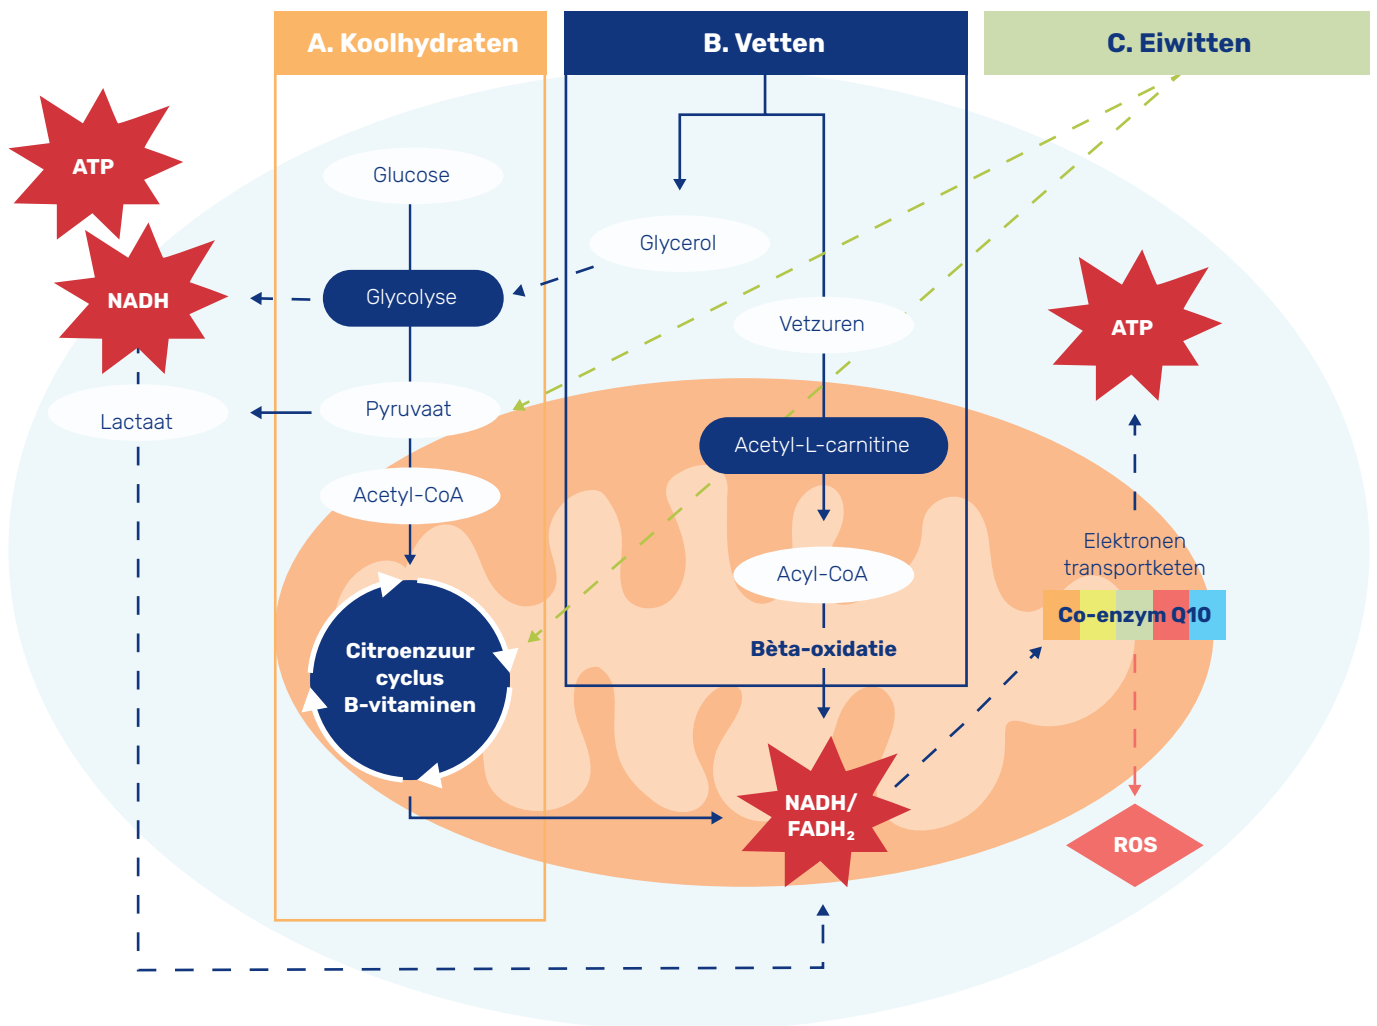 A. Koolhydraten
B. Vetten
C. Eiwitten
ATP
Glucose
Glycerol
NADH
Glycolyse
Vetzuren
ATP
Lactaat
Pyruvaat
Acetyl-L-carnitine
Acetyl-CoA
Elektronen
transportketen
Acyl-CoA
Co-enzym Q10
Bèta-oxidatie
Citroenzuur
cyclus
B-vitaminen
NADH/
FADH₂
ROS